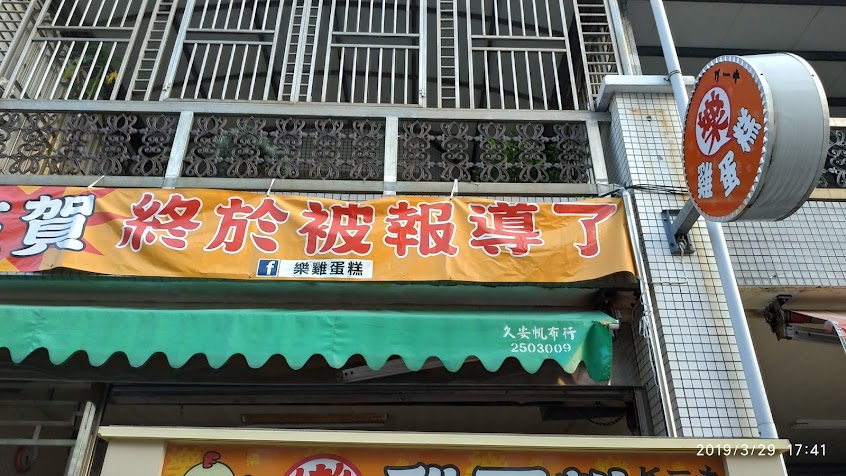 賀 終於被報導了
樂雞蛋糕
久安帆布行
2503009
ケーキ
樂
雞蛋糕
樂
2019/3/29 17:41